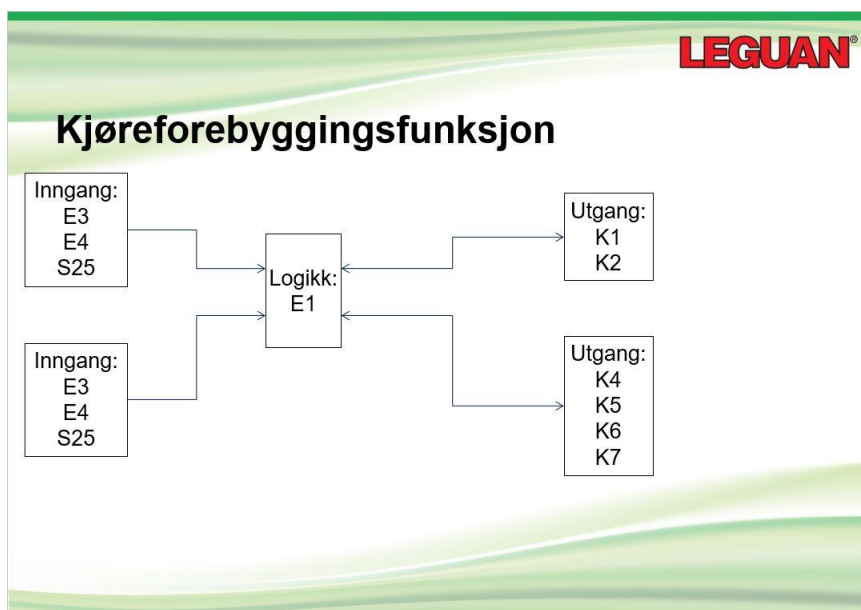 LEGUAN®
Kjøreforebyggingsfunksjon
Inngang:
E3
E4
S25
Inngang:
E3
E4
S25
Logikk:
E1
Utgang:
K1
K2
Utgang:
K4
K5
K6
K7